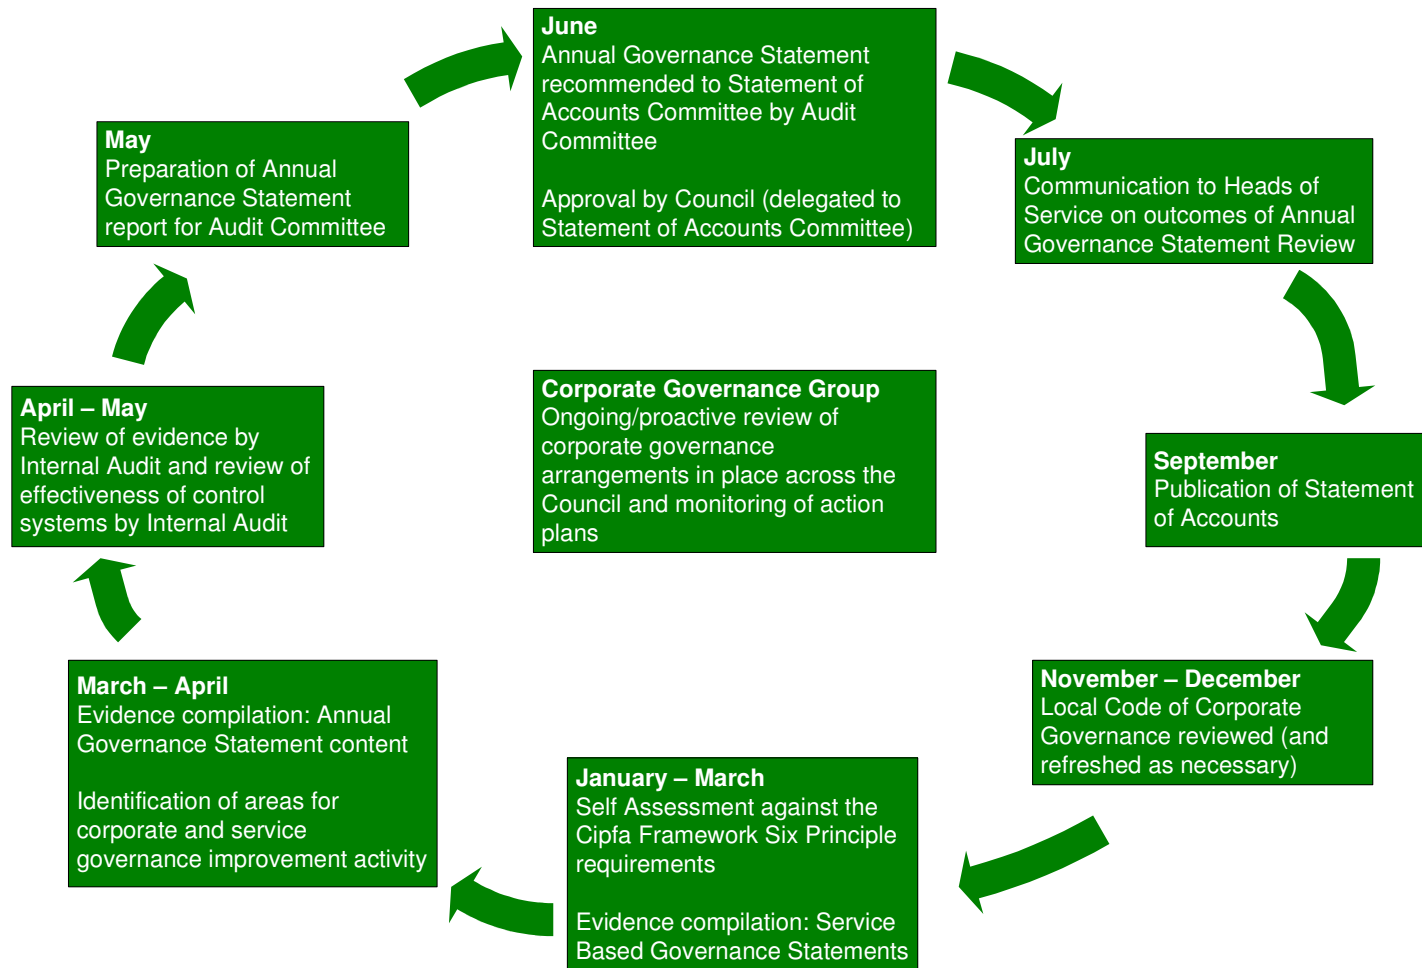 June
Annual Governance Statement
recommended to Statement of
Accounts Committee by Audit
Committee
Approval by Council (delegated to
Statement of Accounts Committee)
July
Communication to Heads of
Service on outcomes of Annual
Governance Statement Review
September
Publication of Statement
of Accounts
November – December
Local Code of Corporate
Governance reviewed (and
refreshed as necessary)
January – March
Self Assessment against the
Cipfa Framework Six Principle
requirements
Evidence compilation: Service
Based Governance Statements
March – April
Evidence compilation: Annual
Governance Statement content
Identification of areas for
corporate and service
governance improvement activity
April – May
Review of evidence by
Internal Audit and review of
effectiveness of control
systems by Internal Audit
May
Preparation of Annual
Governance Statement
report for Audit Committee
Corporate Governance Group
Ongoing/proactive review of
corporate governance
arrangements in place across the
Council and monitoring of action
plans